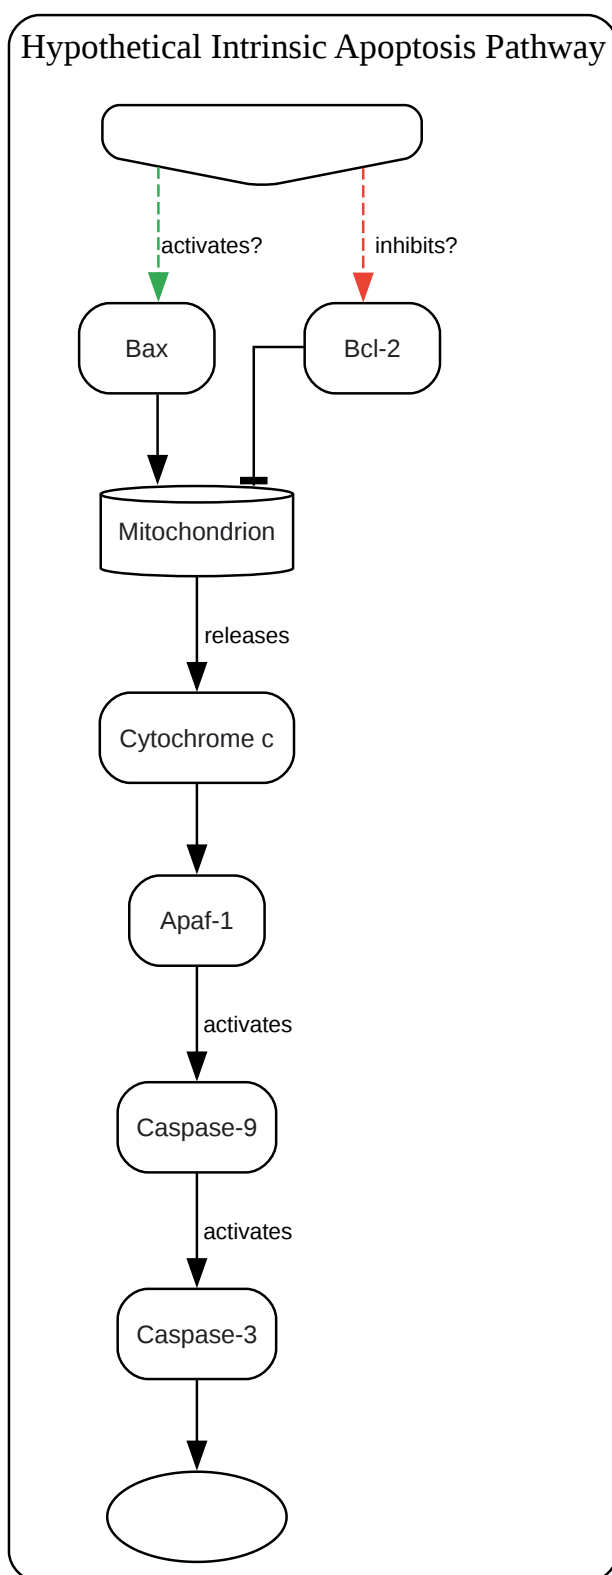 Hypothetical Intrinsic Apoptosis Pathway
activates?
inhibits?
Bax
Bcl-2
Mitochondrion
releases
Cytochrome c
Apaf-1
activates
Caspase-9
activates
Caspase-3